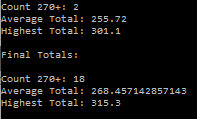 Count 270+: 2
Average Total: 255.72
Highest Total: 301.1
Final Totals:
Count 270+: 18
Average Total: 268.457142857143
Highest Total: 315.3